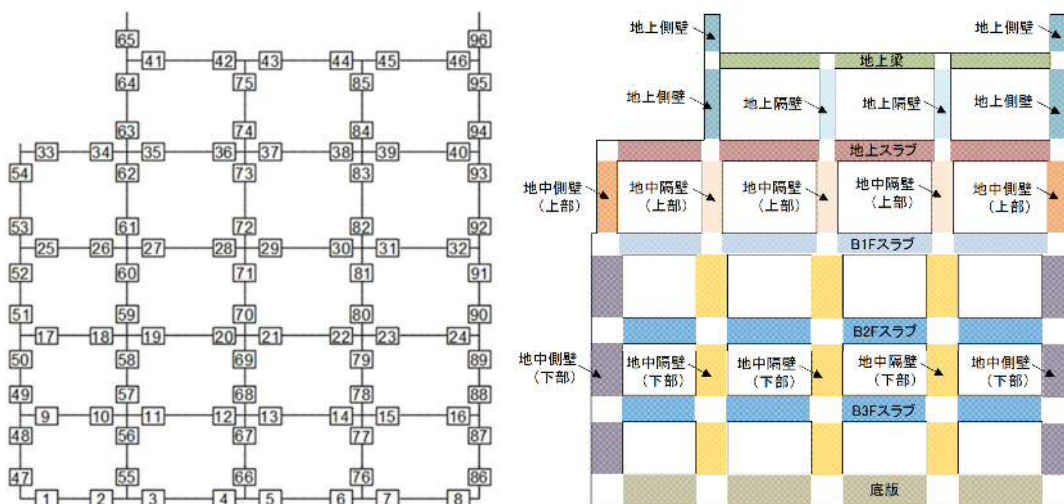 65 96
41 42 43 44 45 46
64 75 85 95
63 74 84 94
33 34 35 36 37 38 39 40
54 62 73 83 93
53 61 72 82 92
25 26 27 28 29 30 31 32
52 60 71 81 91
51 59 70 80 90
17 18 19 20 21 22 23 24
50 58 69 79 89
49 57 68 78 88
9 10 11 12 13 14 15 16
48 56 67 77 87
47 55 66 76 86
1 2 3 4 5 6 7 8
地上側壁
地上側壁
地上梁
地上側壁
地上隔壁
地上隔壁
地上側壁
地上スラブ
地中側壁
(上部)
地中隔壁
(上部)
地中隔壁
(上部)
地中隔壁
(上部)
地中側壁
(上部)
B1Fスラブ
B2Fスラブ
地中側壁
(下部)
地中隔壁
(下部)
地中隔壁
(下部)
地中隔壁
(下部)
地中側壁
(下部)
B3Fスラブ
底版